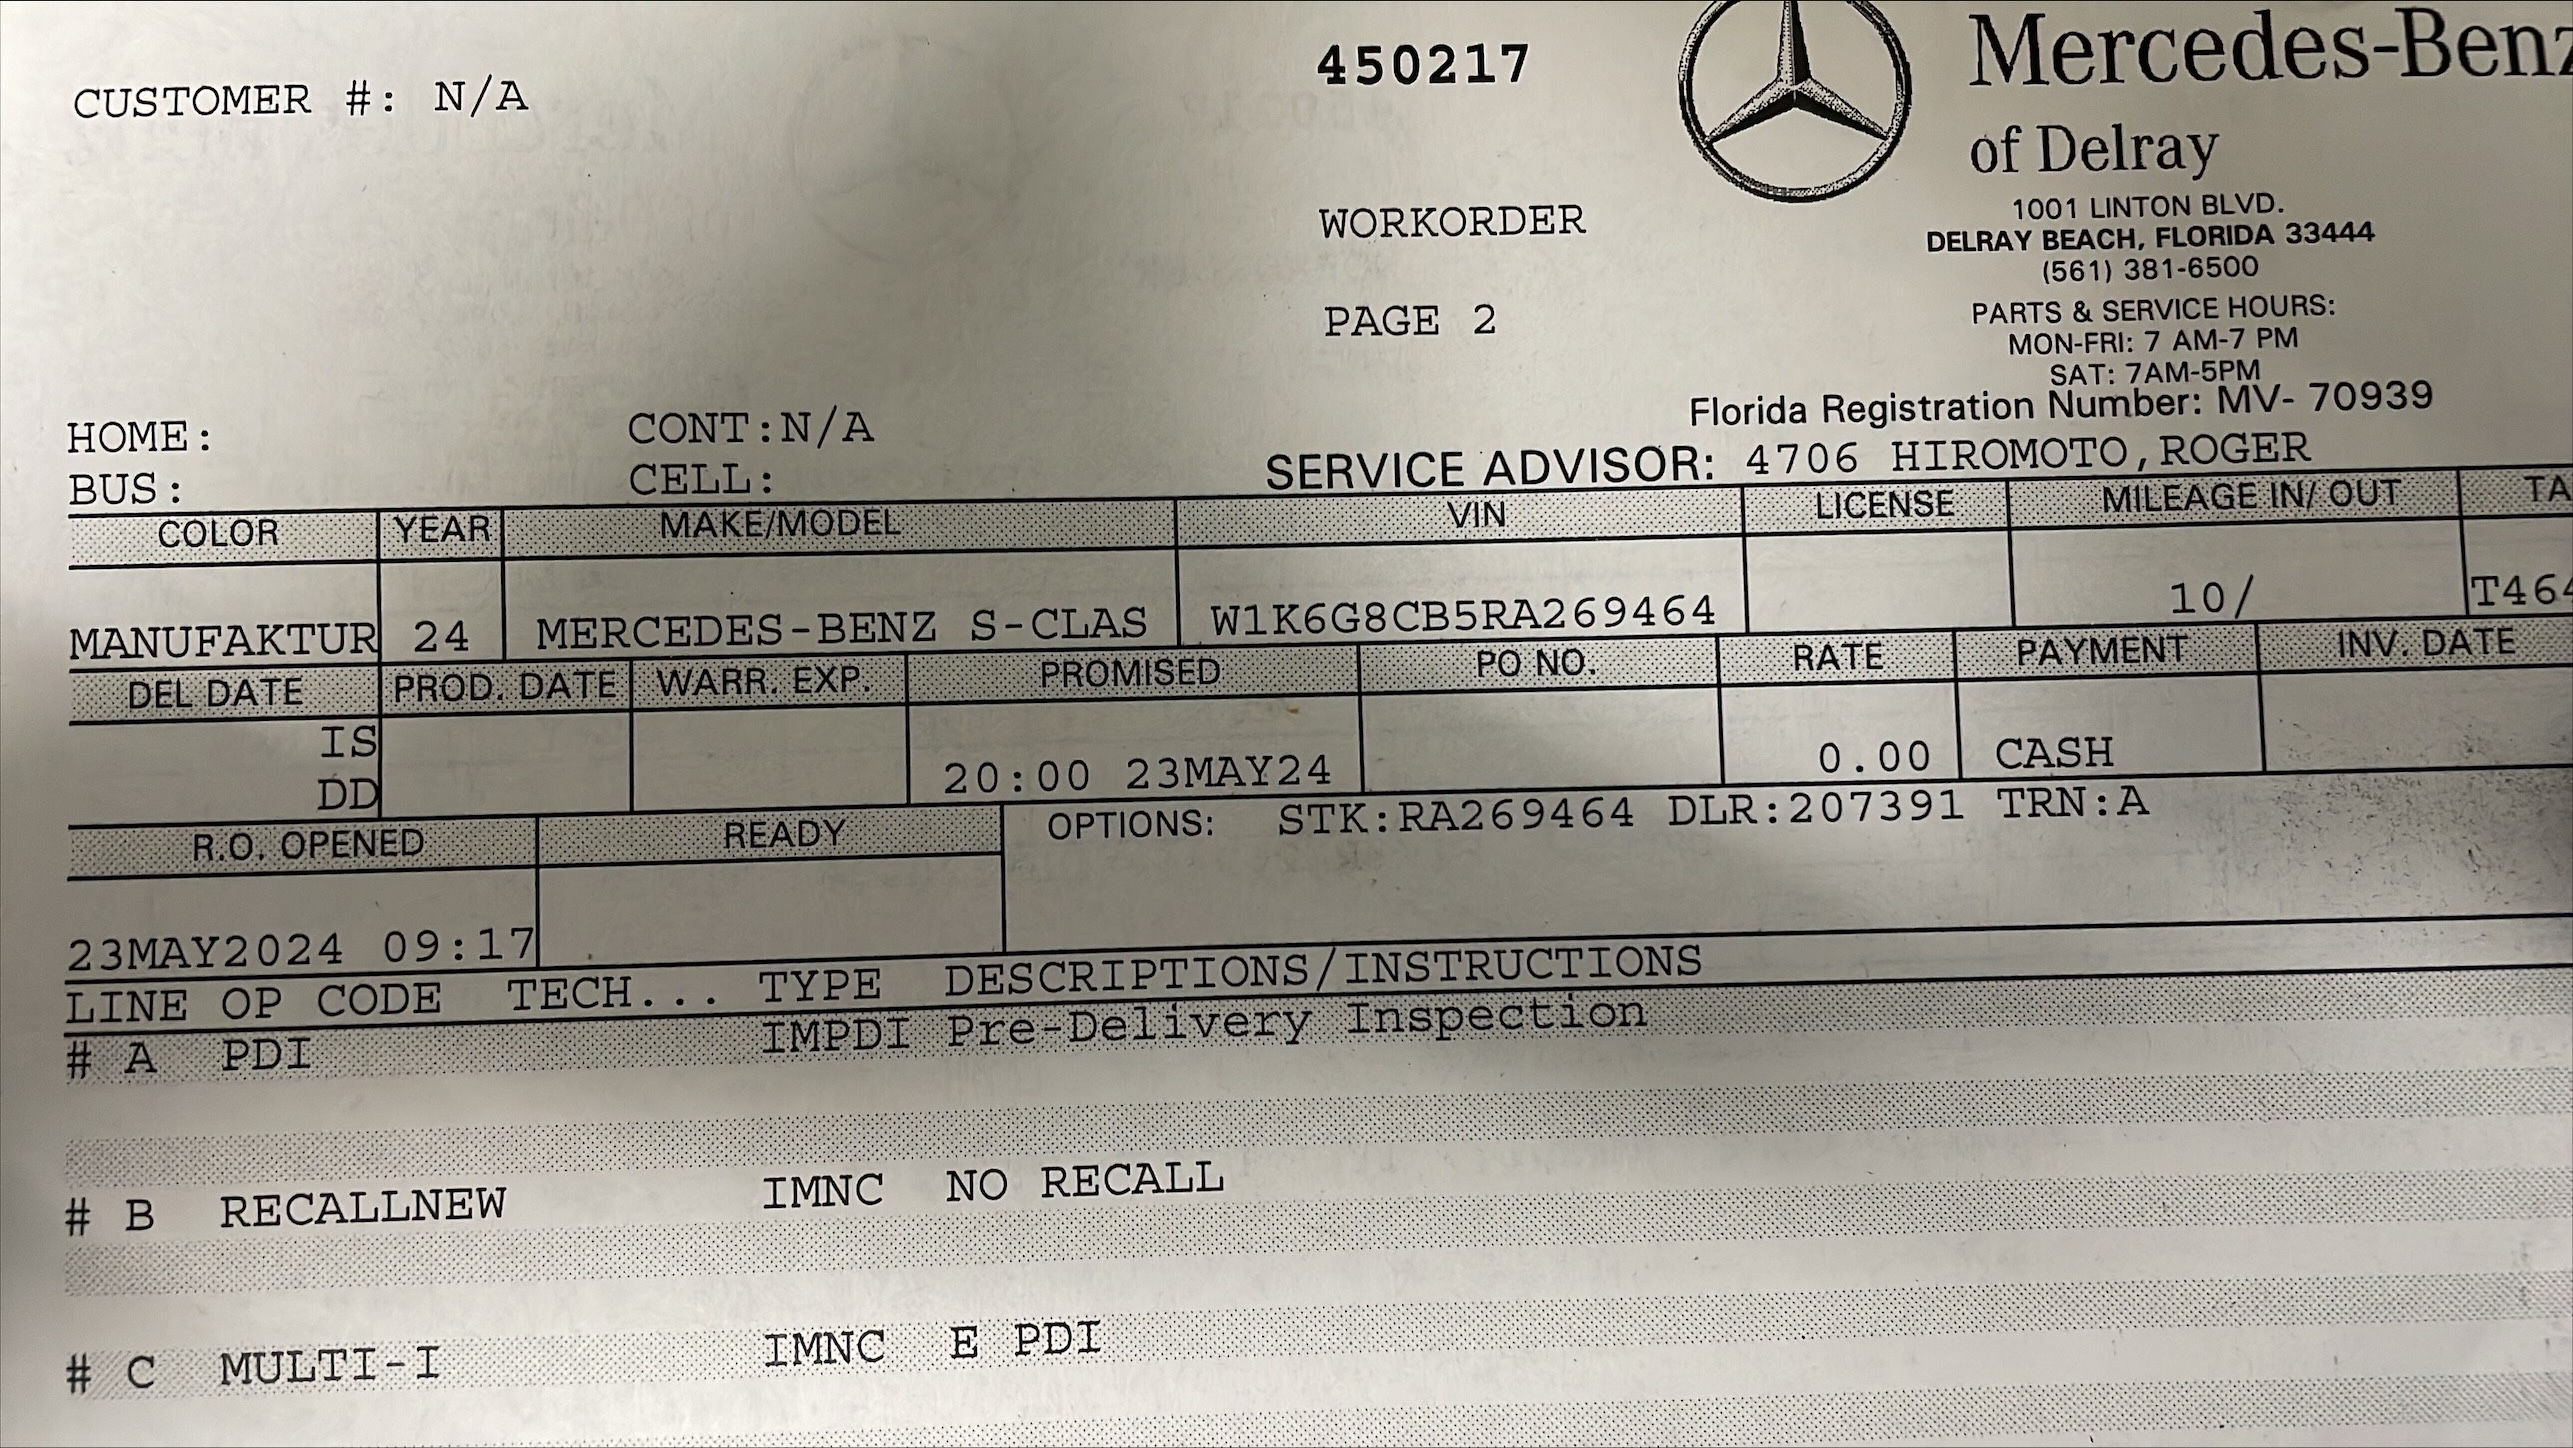 CUSTOMER #: N/A
450217
Mercedes-Benz
of Delray
1001 LINTON BLVD.
DELRAY BEACH, FLORIDA 33444
(561) 381-6500
WORKORDER
PAGE 2
PARTS & SERVICE HOURS:
MON-FRI: 7 AM-7 PM
SAT: 7AM-5PM
Florida Registration Number: MV- 70939
HOME: CONT:N/A
BUS: CELL:
SERVICE ADVISOR: 4706 HIROMOTO,ROGER
COLOR YEAR MAKE/MODEL VIN LICENSE MILEAGE IN/ OUT TA
MANUFAKTUR 24 MERCEDES-BENZ S-CLAS W1K6G8CB5RA269464 10/ T464
DEL DATE PROD. DATE WARR. EXP. PROMISED PO NO. RATE PAYMENT INV. DATE
IS
DD 20:00 23MAY24 0.00 CASH
R.O. OPENED READY OPTIONS: STK:RA269464 DLR:207391 TRN:A
23MAY2024 09:17
LINE OP CODE TECH... TYPE DESCRIPTIONS/INSTRUCTIONS
# A PDI IMPDI Pre-Delivery Inspection
# B RECALLNEW IMNC NO RECALL
# C MULTI-I IMNC E PDI